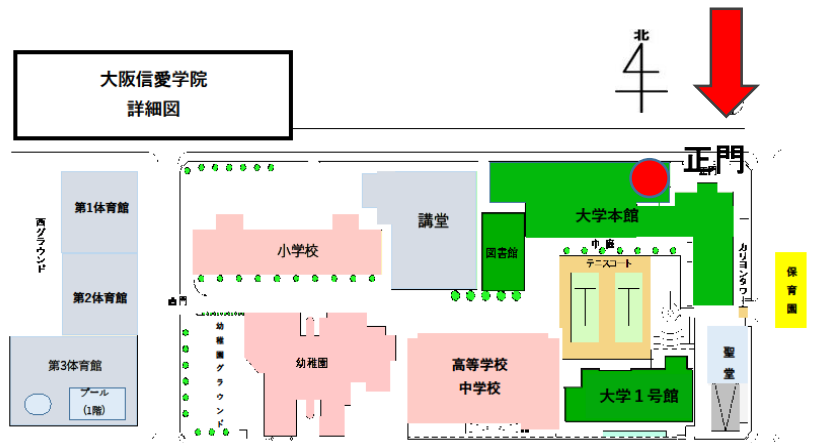 大阪信愛学院
詳細図
北
正門
正門
西グラウンド
第1体育館
第2体育館
第3体育館
プール
(1階)
西門
小学校
講堂
図書館
大学本館
中庭
テニスコート
カリヨンタワー
保育園
幼稚園グラウンド
幼稚園
高等学校
中学校
大学1号館
聖堂